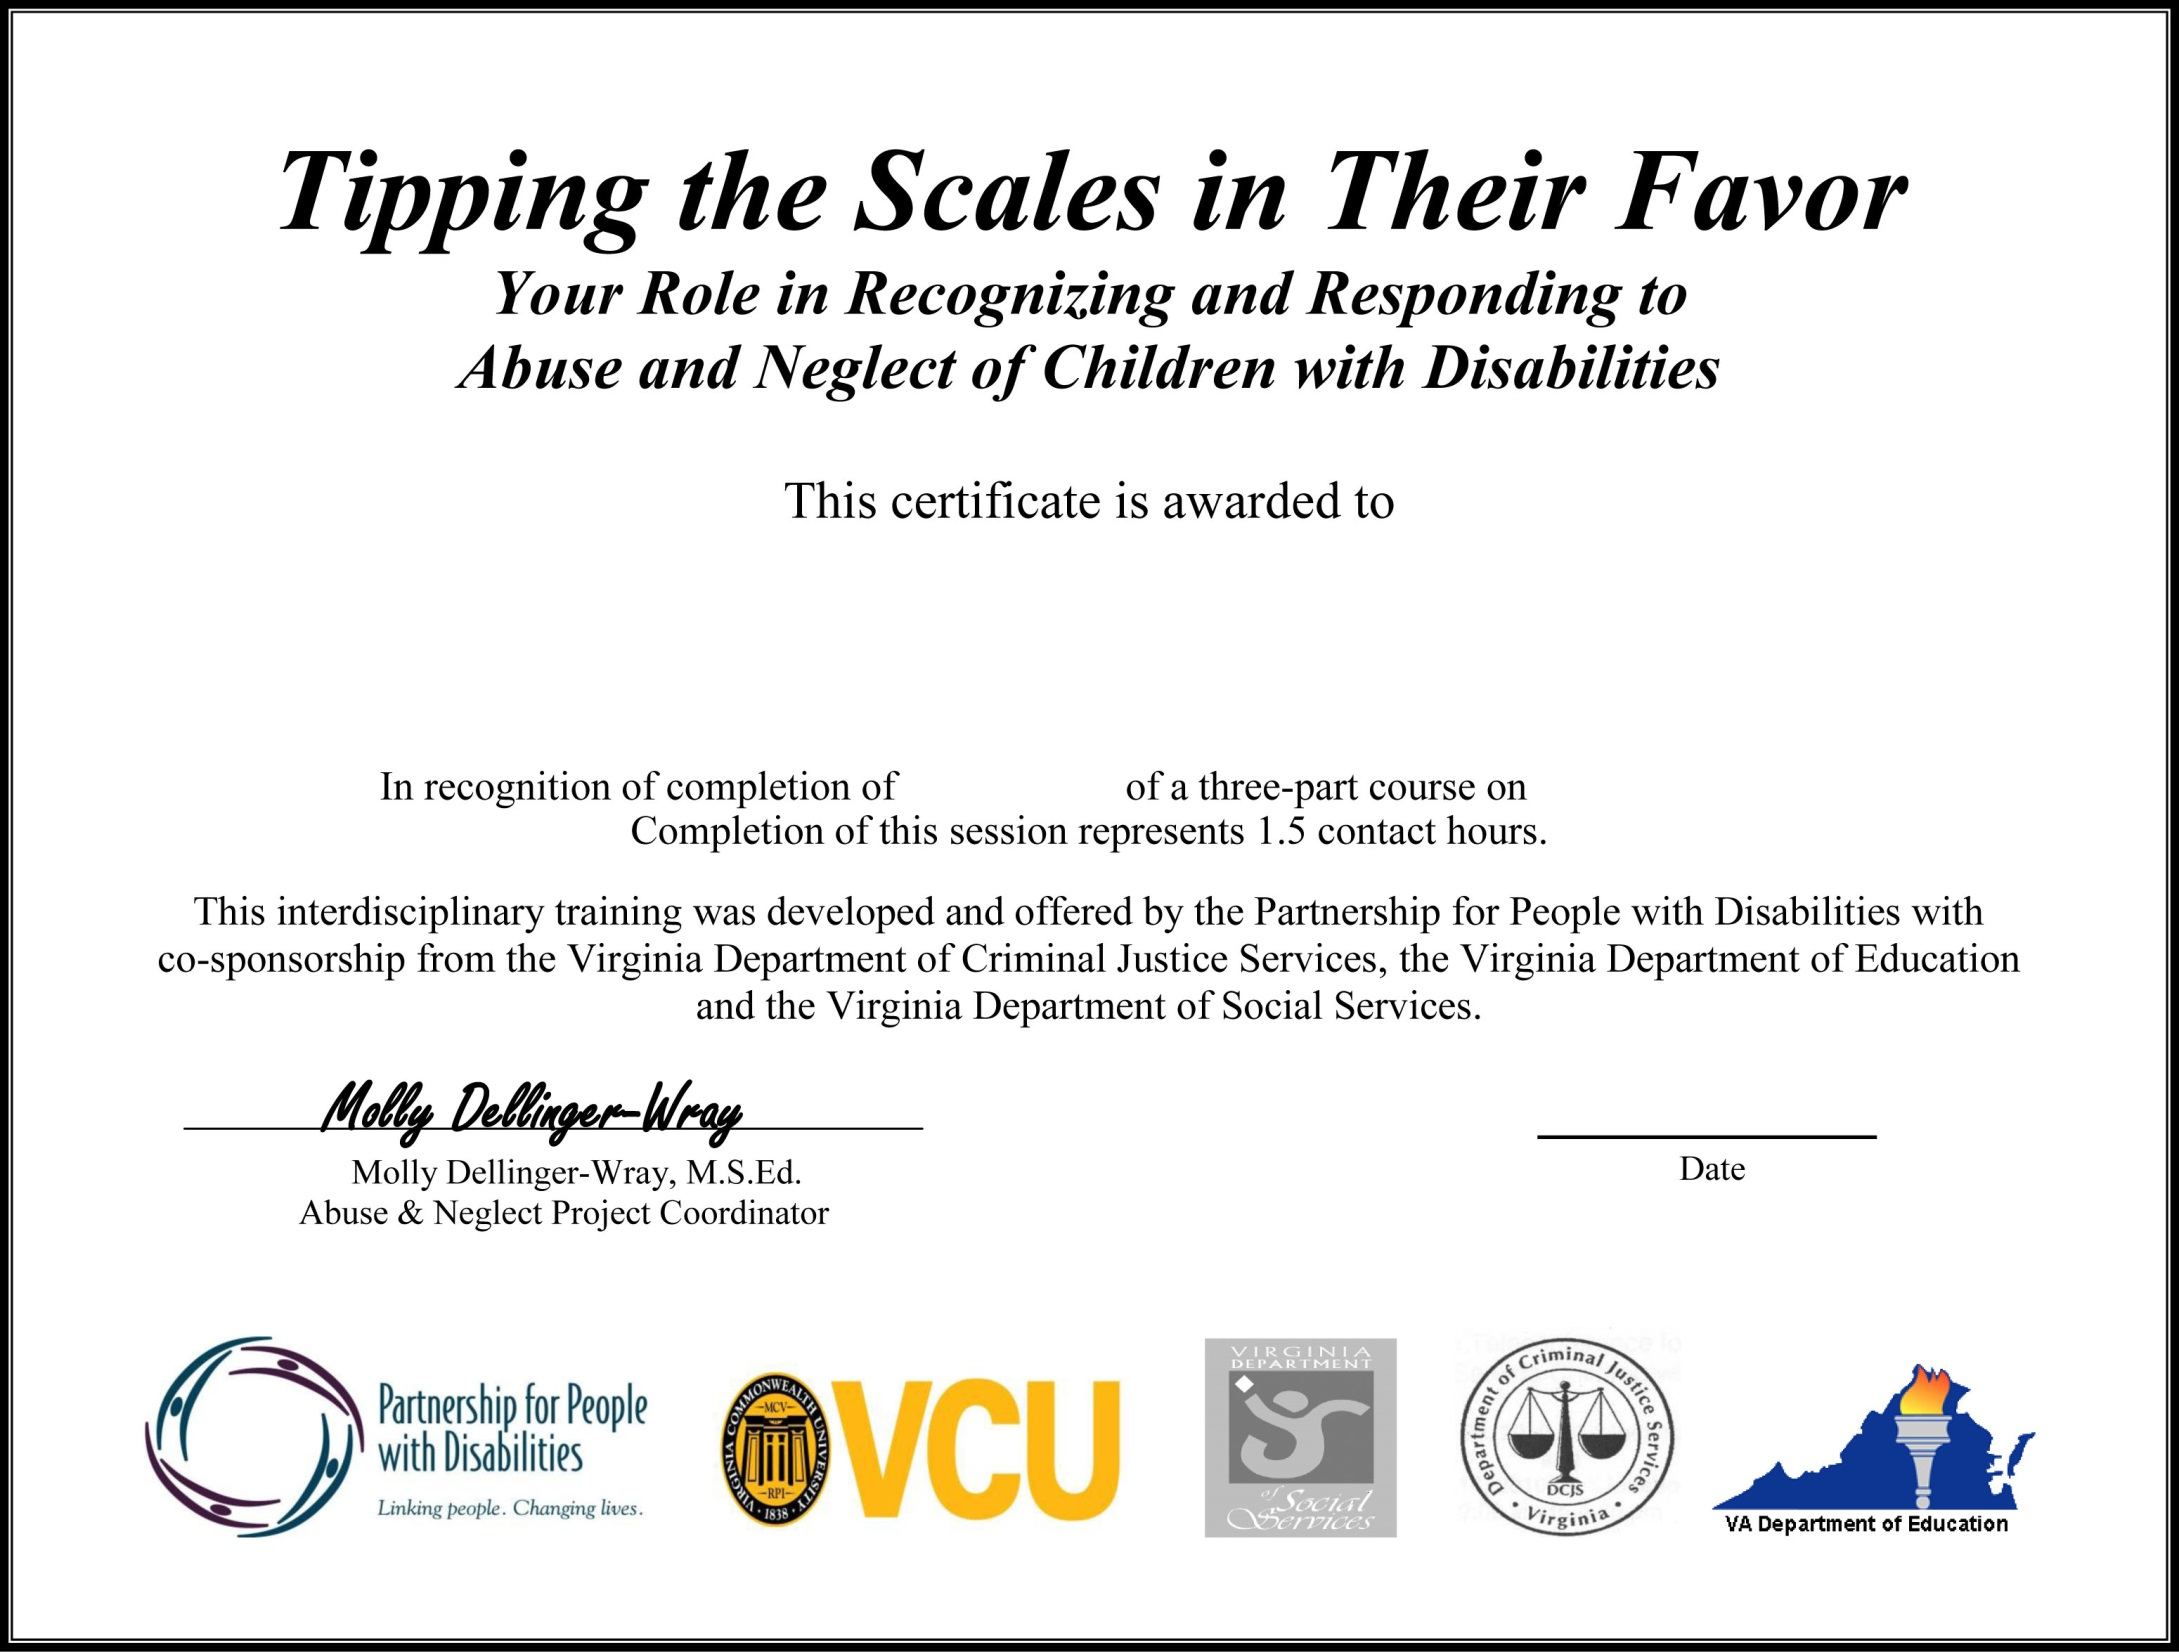 Tipping the Scales in Their Favor
Your Role in Recognizing and Responding to
Abuse and Neglect of Children with Disabilities
This certificate is awarded to
In recognition of completion of of a three-part course on
Completion of this session represents 1.5 contact hours.
This interdisciplinary training was developed and offered by the Partnership for People with Disabilities with
co-sponsorship from the Virginia Department of Criminal Justice Services, the Virginia Department of Education
and the Virginia Department of Social Services.
Molly Dellinger-Wray
Molly Dellinger-Wray, M.S.Ed.
Abuse & Neglect Project Coordinator
Date
Partnership for People
with Disabilities
Linking people. Changing lives.
VIRGINIA COMMONWEALTH UNIVERSITY
MCV
RPI
1838
VCU
VIRGINIA
DEPARTMENT
of Social
Services
Department of Criminal Justice Services
DCJS
Virginia
VA Department of Education